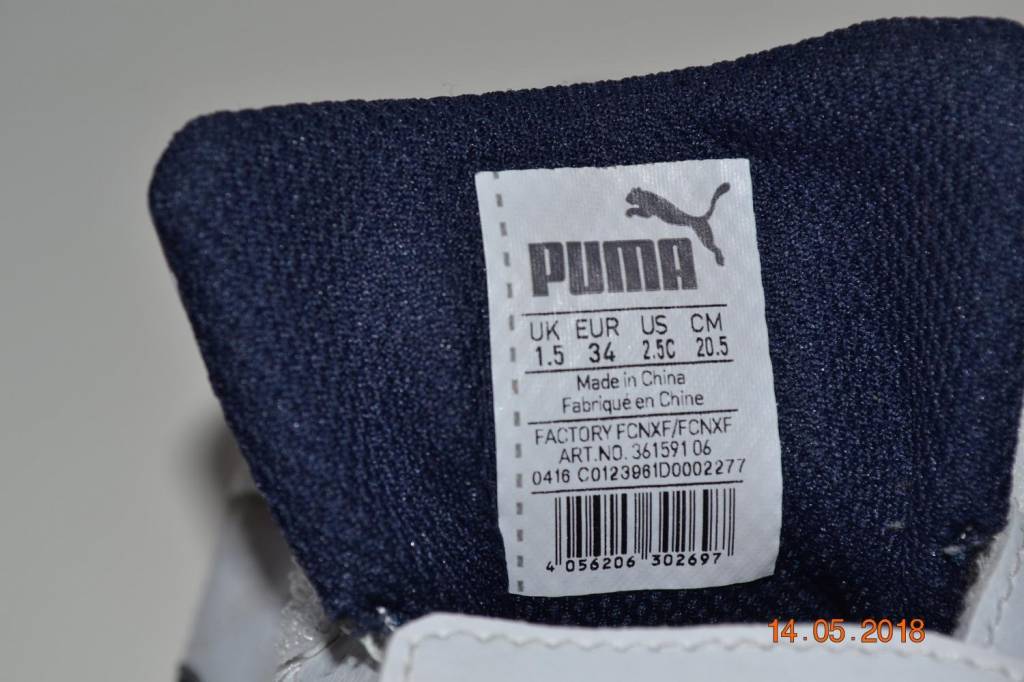 PUMA
UK EUR US CM
1.5 34 2.5C 20.5
Made in China
Fabriqué en Chine
FACTORY FCNXF/FCNXF
ART.NO. 361591 06
0416 C0123961D0002277
4 056206 302697
14.05.2018